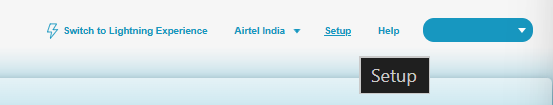 Switch to Lightning Experience Airtel India Setup Help
Setup